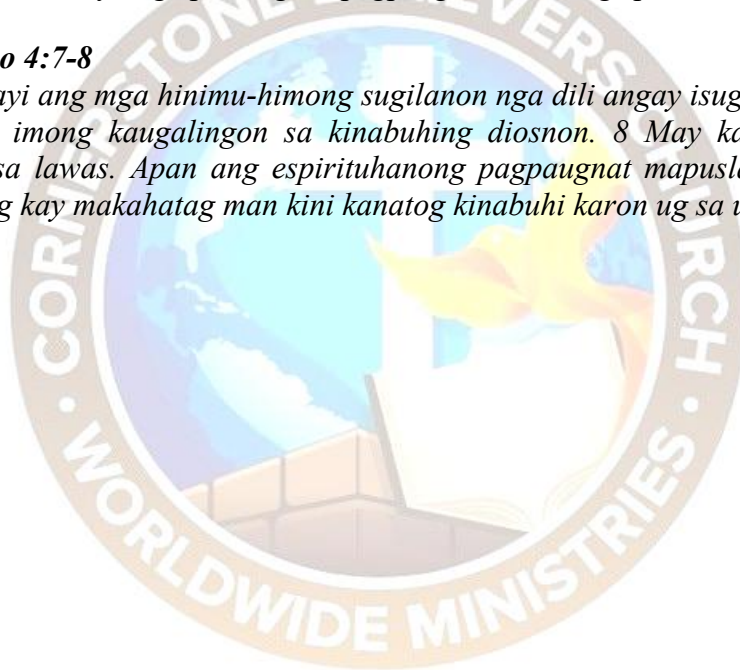 o 4:7-8
ayi ang mga hinimu-himong sugilanon nga dili angay isug
imong kaugalingon sa kinabuhing diosnon. 8 May ka
sa lawas. Apan ang espirituhanong pagpaugnat mapusla
g kay makahatag man kini kanatog kinabuhi karon ug sa u
CORNERSTONE BELIEVERS CHURCH
• WORLDWIDE MINISTRIES •